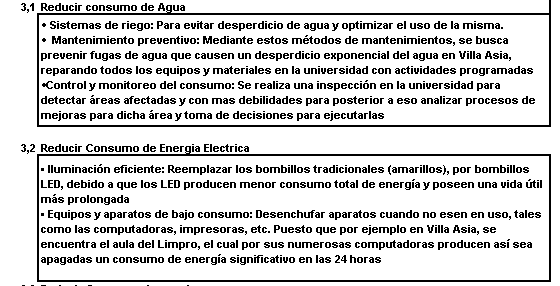 3,1 Reducir consumo de Agua
• Sistemas de riego: Para evitar desperdicio de agua y optimizar el uso de la misma.
• Mantenimiento preventivo: Mediante estos métodos de mantenimientos, se busca
prevenir fugas de agua que causen un desperdicio exponencial del agua en Villa Asia,
reparando todos los equipos y materiales en la universidad con actividades programadas
•Control y monitoreo del consumo: Se realiza una inspección en la universidad para
detectar áreas afectadas y con mas debilidades para posterior a eso analizar procesos de
mejoras para dicha área y toma de decisiones para ejecutarlas
3,2 Reducir Consumo de Energia Electrica
• Iluminación eficiente: Reemplazar los bombillos tradicionales (amarillos), por bombillos
LED, debido a que los LED producen menor consumo total de energía y poseen una vida útil
más prolongada
• Equipos y aparatos de bajo consumo: Desenchufar aparatos cuando no esen en uso, tales
como las computadoras, impresoras, etc. Puesto que por ejemplo en Villa Asia, se
encuentra el aula del Limpro, el cual por sus numerosas computadoras producen así sea
apagadas un consumo de energía significativo en las 24 horas